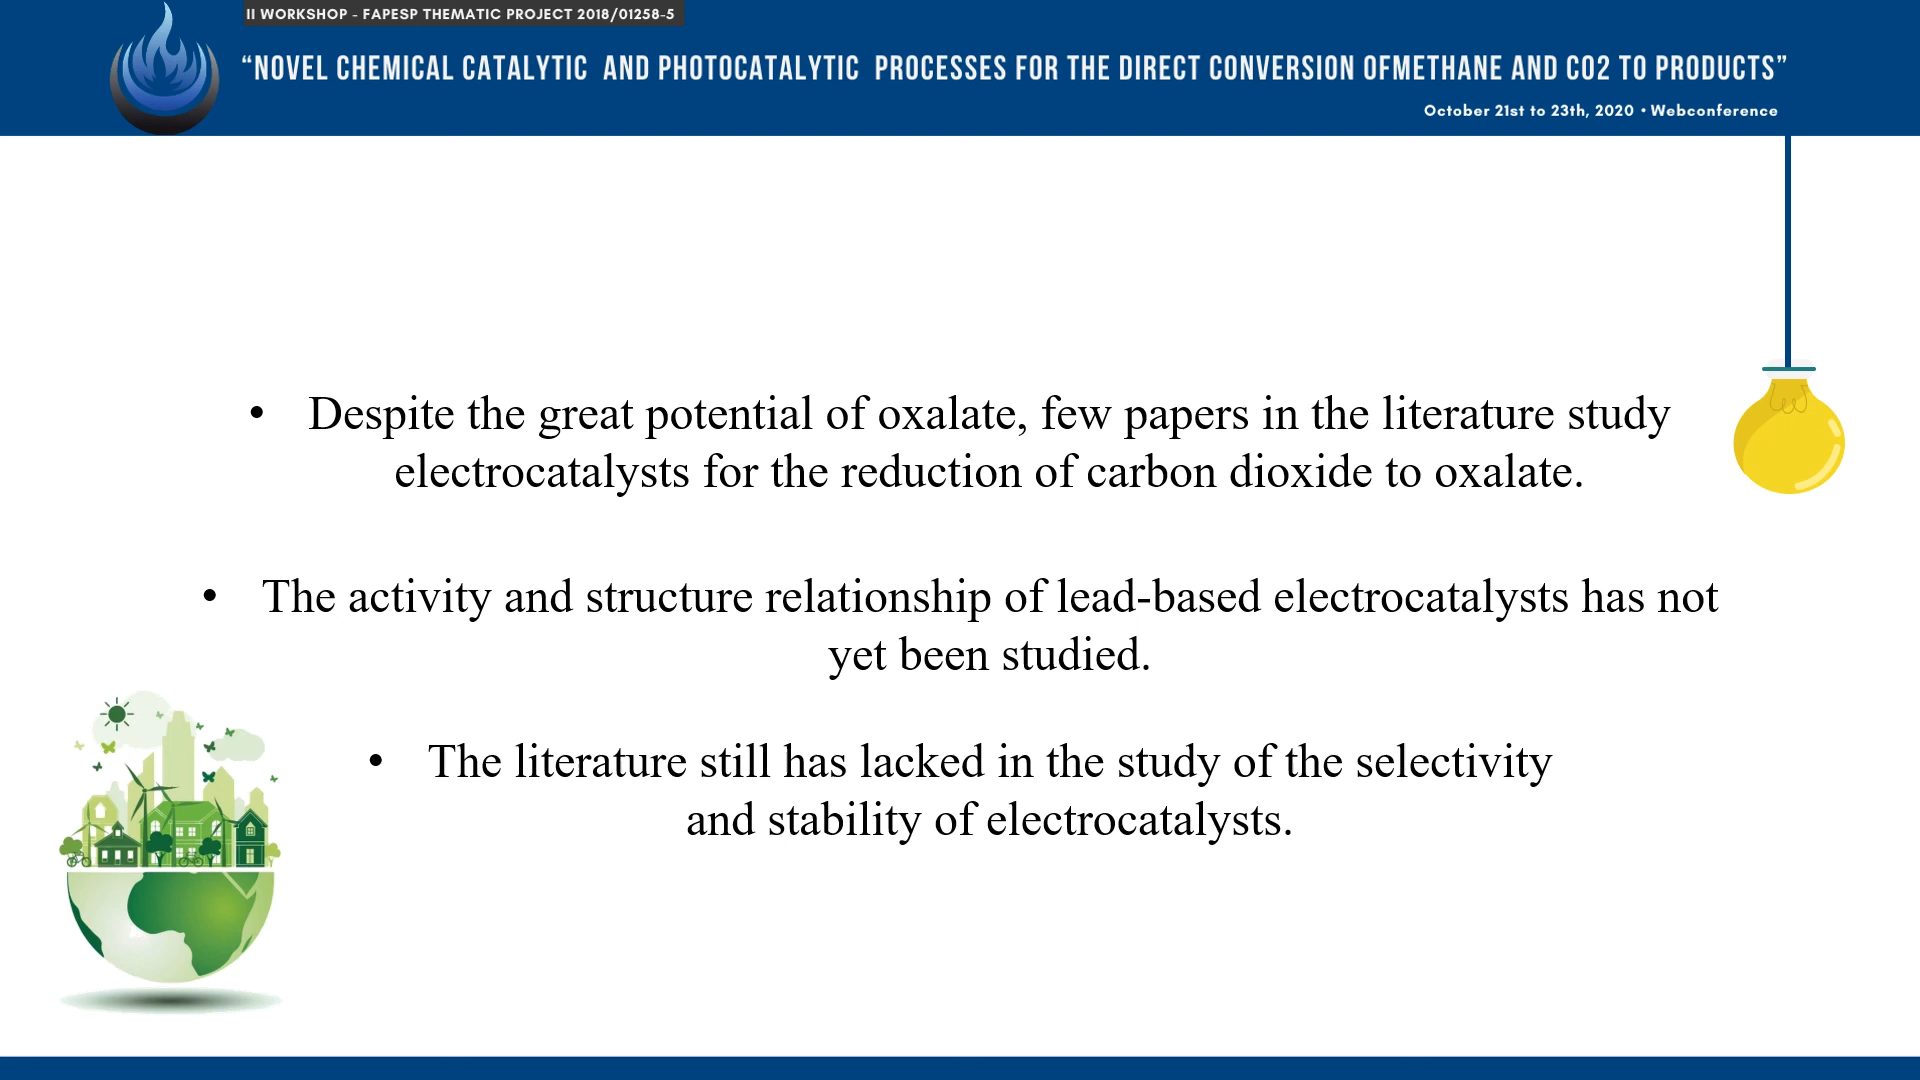 II WORKSHOP - FAPESP THEMATIC PROJECT 2018/01258-5
“NOVEL CHEMICAL CATALYTIC AND PHOTOCATALYTIC PROCESSES FOR THE DIRECT CONVERSION OFMETHANE AND CO2 TO PRODUCTS”
October 21st to 23th, 2020 • Webconference
• Despite the great potential of oxalate, few papers in the literature study
electrocatalysts for the reduction of carbon dioxide to oxalate.
• The activity and structure relationship of lead-based electrocatalysts has not
yet been studied.
• The literature still has lacked in the study of the selectivity
and stability of electrocatalysts.